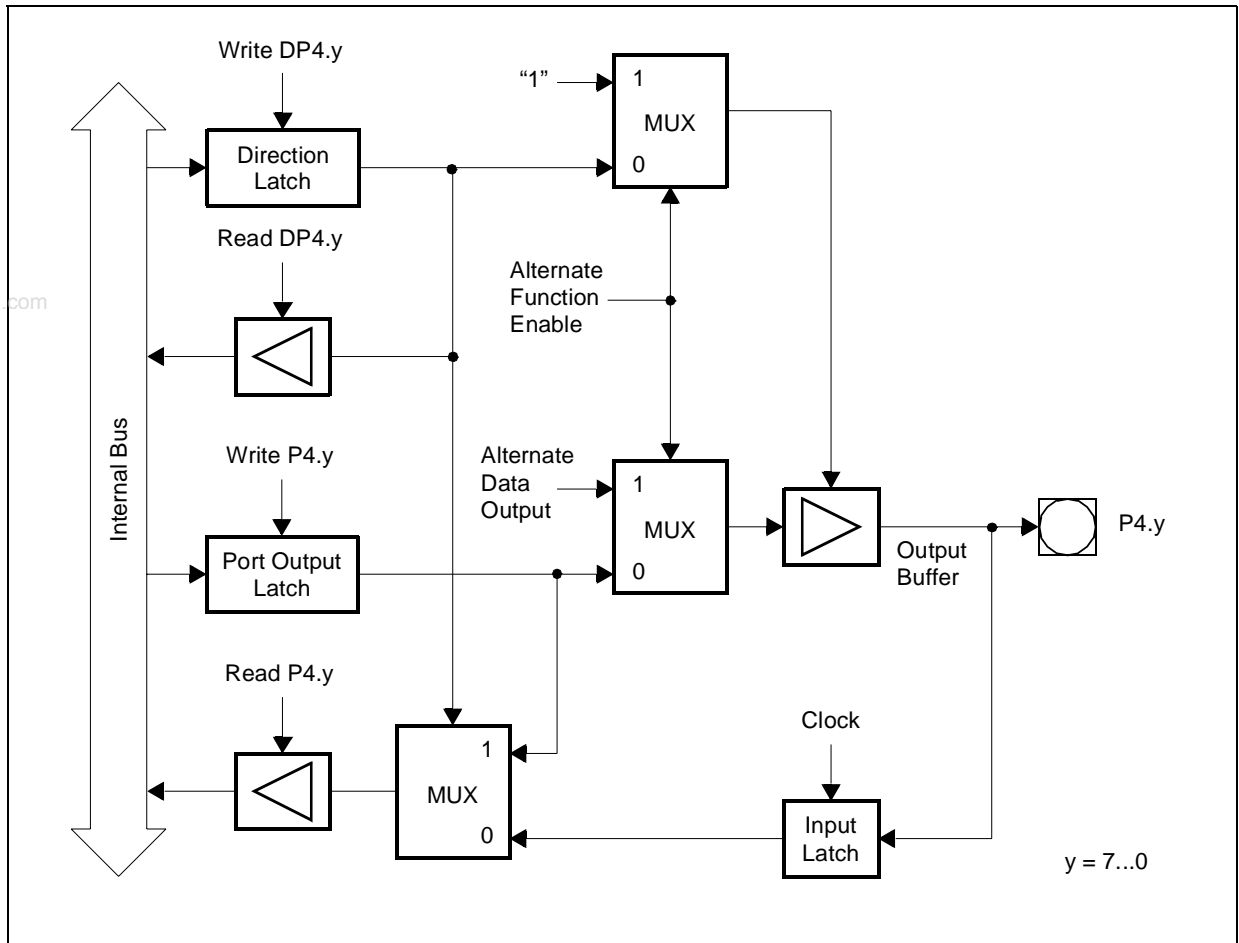 Write DP4.y
“1”
1
MUX
0
Direction
Latch
Read DP4.y
Alternate
Function
Enable
.com
Internal Bus
Write P4.y
Alternate
Data
Output
1
MUX
0
P4.y
Output
Buffer
Port Output
Latch
Read P4.y
Clock
1
MUX
0
Input
Latch
y = 7...0